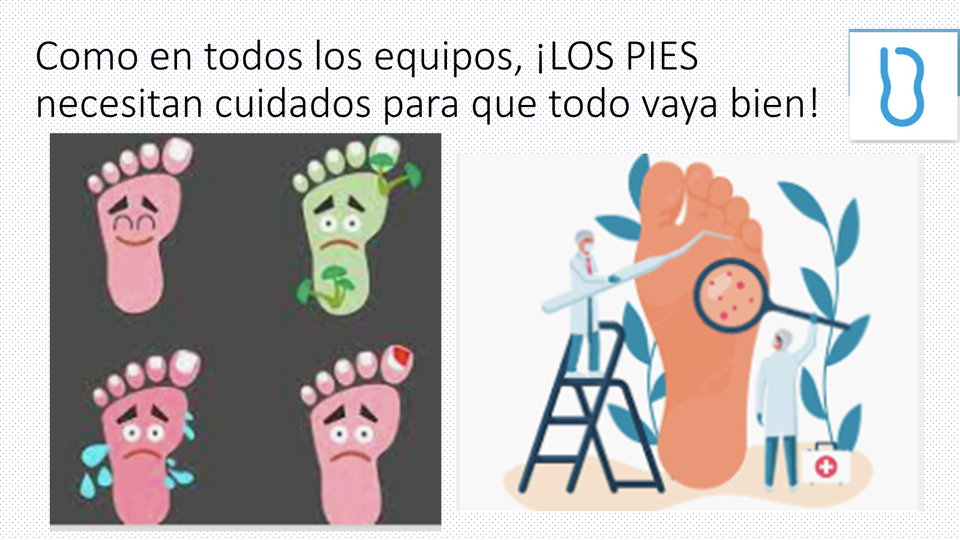 Como en todos los equipos, ¡LOS PIES
necesitan cuidados para que todo vaya bien!